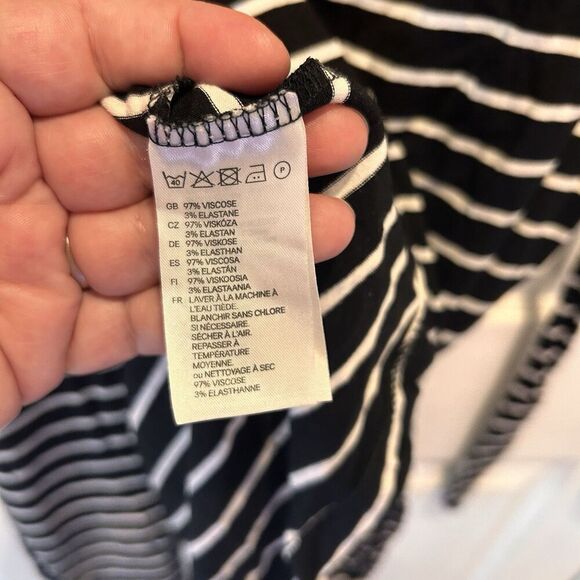 40
P
GB 97% VISCOSE
3% ELASTANE
CZ 97% VISKÓZA
3% ELASTAN
DE 97% VISKOSE
3% ELASTHAN
ES 97% VISCOSA
3% ELASTÁN
FI 97% VISKOOSIA
3% ELASTAANIA
FR LAVER À LA MACHINE À
L'EAU TIÈDE.
BLANCHIR SANS CHLORE
SI NÉCESSAIRE.
SÉCHER À L'AIR.
REPASSER À
TEMPÉRATURE
MOYENNE.
ou NETTOYAGE À SEC
97% VISCOSE
3% ELASTHANNE